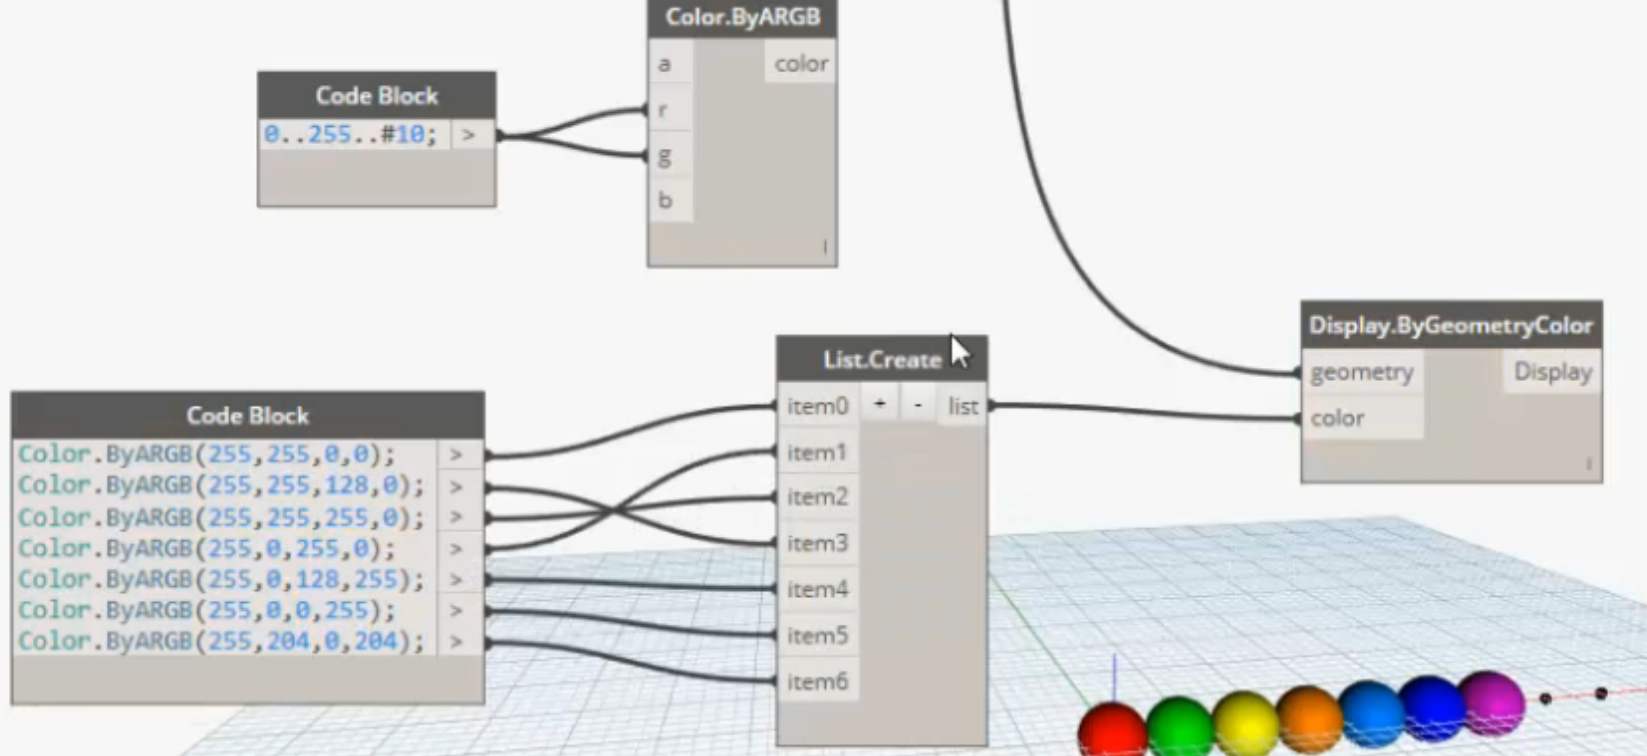 Color.ByARGB
a color
r
g
b
Code Block
0..255..#10; >
Display.ByGeometryColor
geometry Display
color
List.Create
item0 + - list
item1
item2
item3
item4
item5
item6
Code Block
Color.ByARGB(255,255,0,0); >
Color.ByARGB(255,255,128,0); >
Color.ByARGB(255,255,255,0); >
Color.ByARGB(255,0,255,0); >
Color.ByARGB(255,0,128,255); >
Color.ByARGB(255,0,0,255); >
Color.ByARGB(255,204,0,204); >